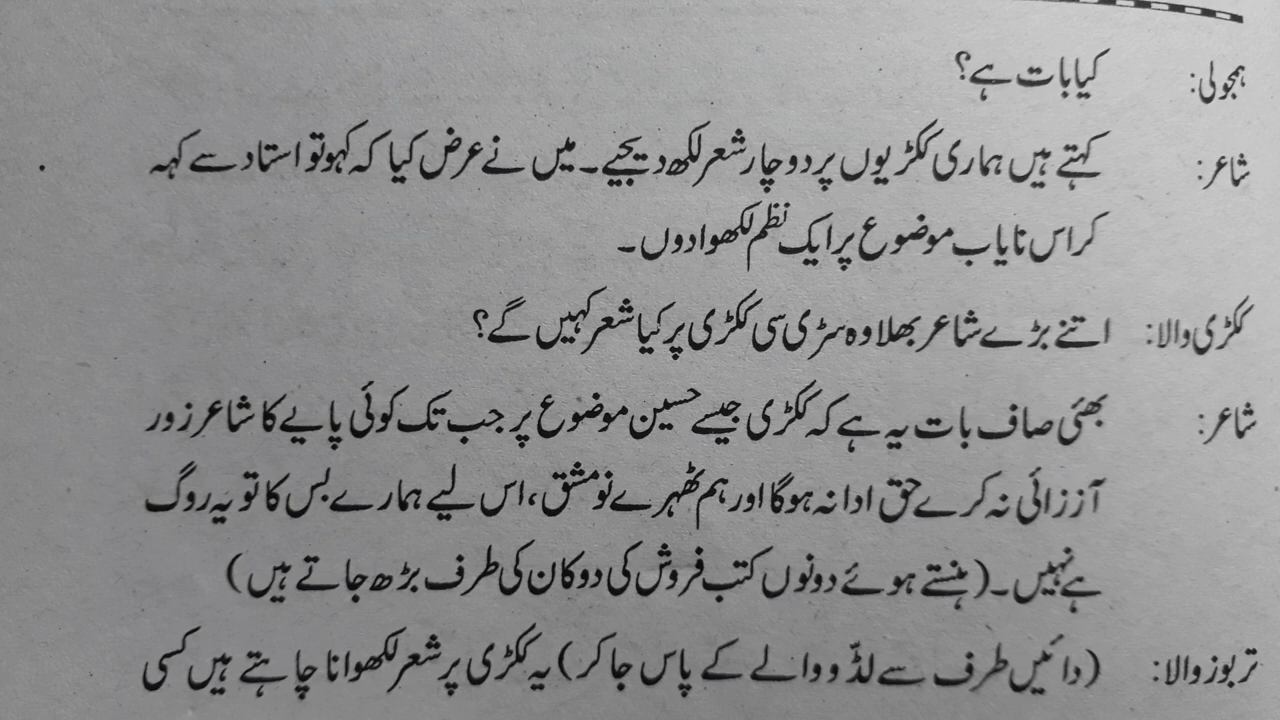 ہمجولی: کیا بات ہے؟
شاعر: کہتے ہیں ہماری ککڑیوں پر دو چار شعر لکھ دیجیے۔ میں نے عرض کیا کہ کہو تو استاد سے کہہ
کر اس نایاب موضوع پر ایک نظم لکھوا دوں۔
ککڑی والا: اتنے بڑے شاعر بھلا وہ سڑی سی ککڑی پر کیا شعر کہیں گے؟
شاعر: بھئی صاف بات یہ ہے کہ ککڑی جیسے حسین موضوع پر جب تک کوئی پایے کا شاعر زور
آزرائی نہ کرے حق ادا نہ ہوگا اور ہم ٹھہرے نومشق، اس لیے ہمارے بس کا تو یہ روگ
ہے نہیں۔ (ہنستے ہوئے دونوں کتب فروش کی دوکان کی طرف بڑھ جاتے ہیں)
تربوز والا: (دائیں طرف سے لڈّو والے کے پاس جا کر) یہ ککڑی پر شعر لکھوانا چاہتے ہیں کسی